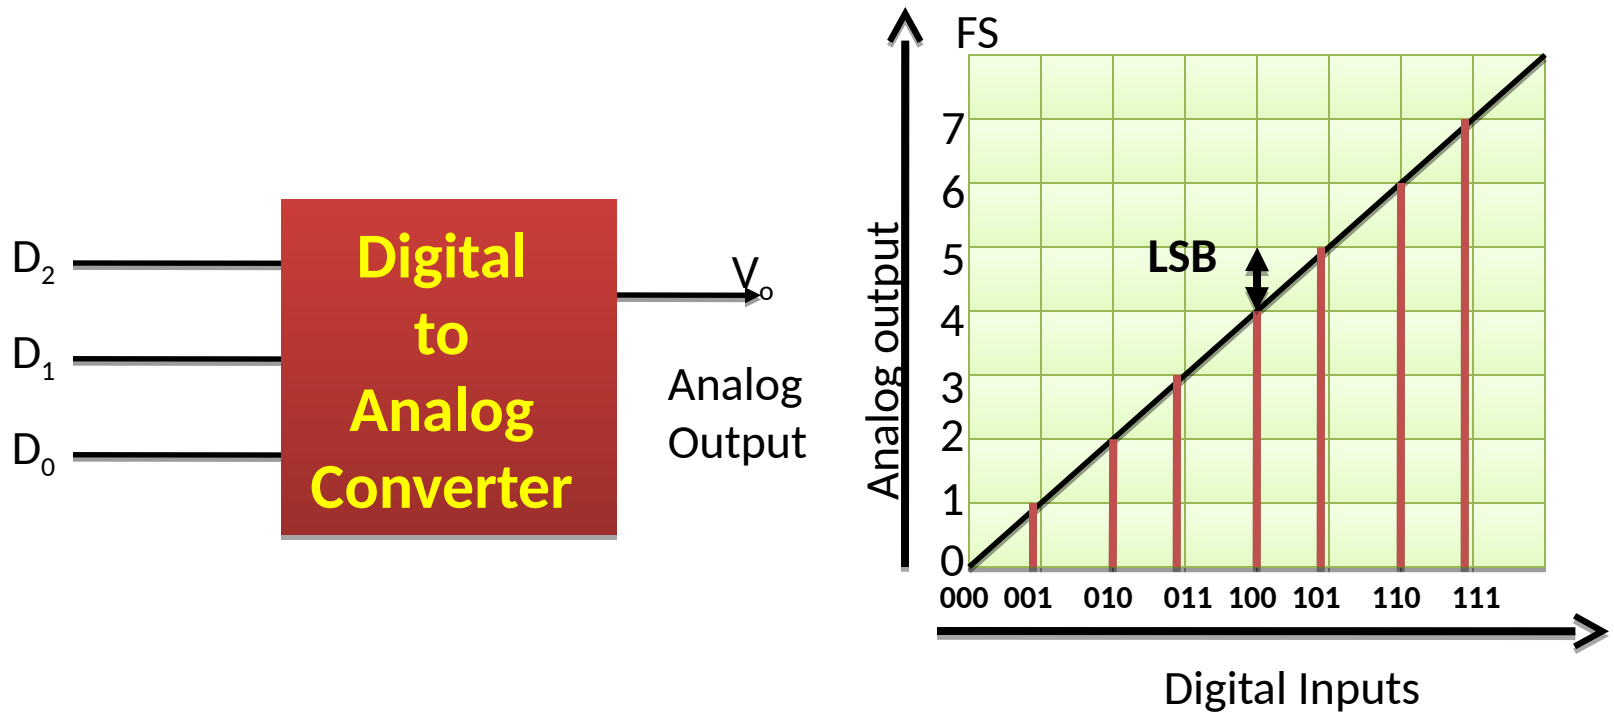 D2
D1
D0
Digital
to
Analog
Converter
Vo
Analog
Output
FS
Analog output
7
6
5
4
3
2
1
0
LSB
000 001 010 011 100 101 110 111
Digital Inputs